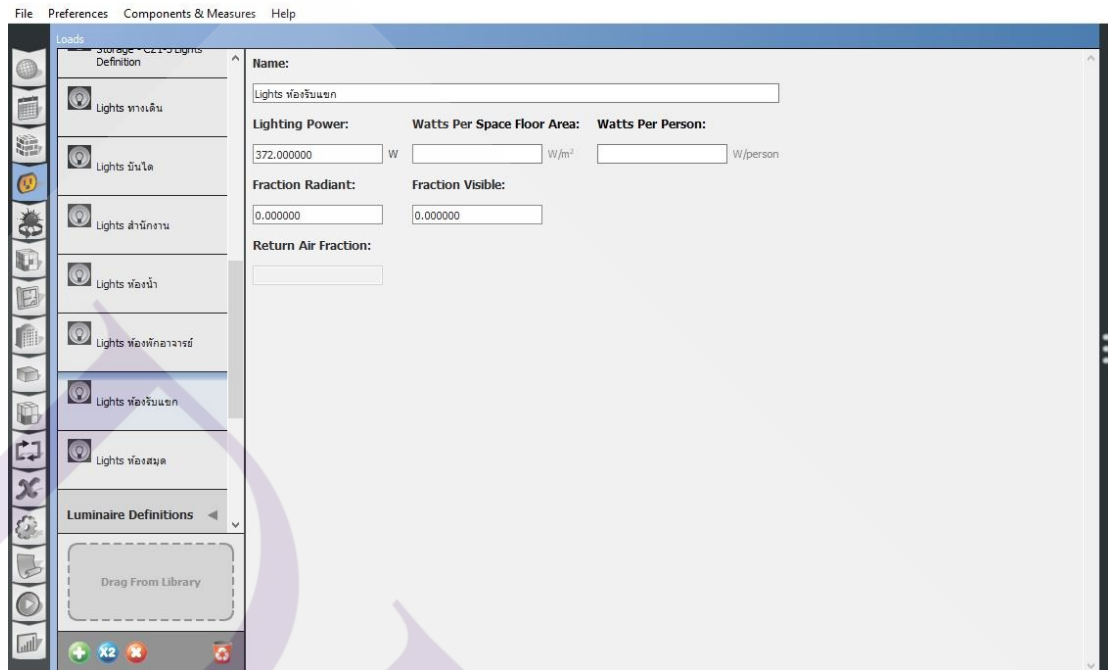 File Preferences Components & Measures Help
Loads
Storage - CZ1-3 Lights
Definition
Lights ทางเดิน
Lights บันได
Lights สำนักงาน
Lights ห้องน้ำ
Lights ห้องพักอาจารย์
Lights ห้องรับแขก
Lights ห้องสมุด
Luminaire Definitions
Drag From Library
X2
Name:
Lights ห้องรับแขก
Lighting Power: Watts Per Space Floor Area: Watts Per Person:
372.000000 W W/m² W/person
Fraction Radiant: Fraction Visible:
0.000000 0.000000
Return Air Fraction: